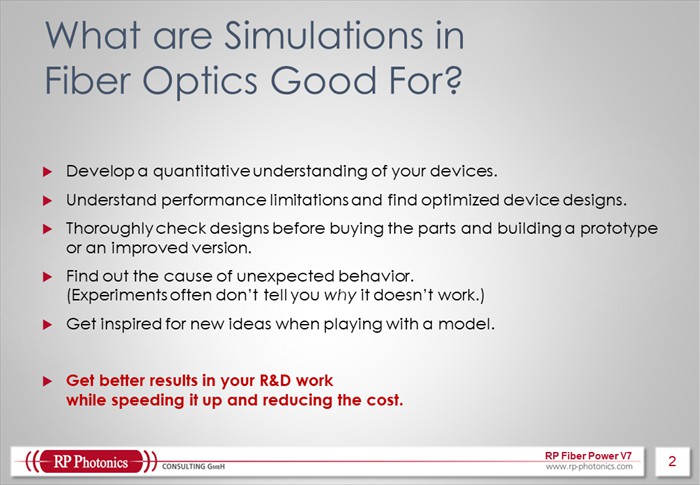 What are Simulations in
Fiber Optics Good For?
Develop a quantitative understanding of your devices.
Understand performance limitations and find optimized device designs.
Thoroughly check designs before buying the parts and building a prototype
or an improved version.
Find out the cause of unexpected behavior.
(Experiments often don't tell you why it doesn't work.)
Get inspired for new ideas when playing with a model.
Get better results in your R&D work
while speeding it up and reducing the cost.
RP Photonics CONSULTING GMBH
RP Fiber Power V7
www.rp-photonics.com
2